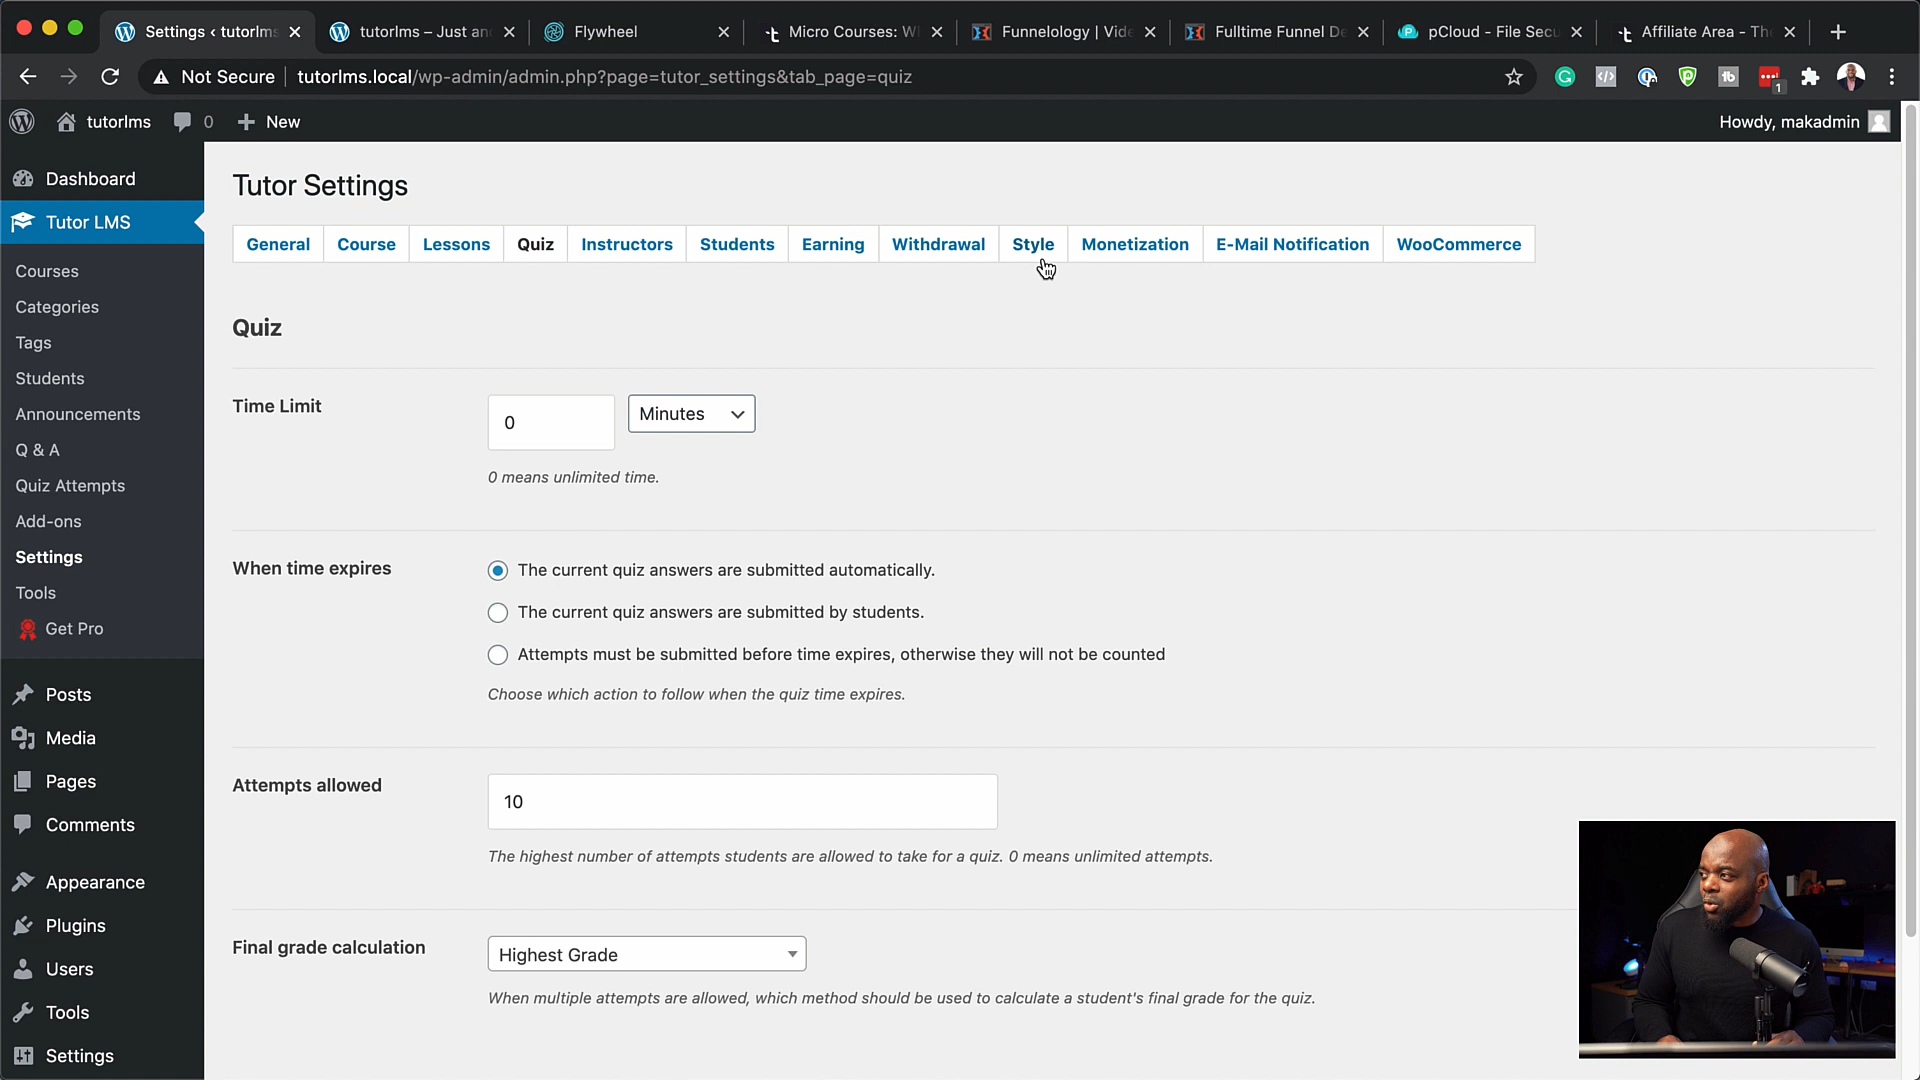 Settings ‹ tutorlms
tutorlms – Just an
Flywheel
Micro Courses: W
Funnelology | Vid
Fulltime Funnel De
pCloud - File Secu
Affiliate Area - Th
Not Secure
tutorlms.local/wp-admin/admin.php?page=tutor_settings&tab_page=quiz
1
tutorlms
0
New
Howdy, makadmin
Dashboard
Tutor LMS
Courses
Categories
Tags
Students
Announcements
Q & A
Quiz Attempts
Add-ons
Settings
Tools
Get Pro
Posts
Media
Pages
Comments
Appearance
Plugins
Users
Tools
Settings
Tutor Settings
General
Course
Lessons
Quiz
Instructors
Students
Earning
Withdrawal
Style
Monetization
E-Mail Notification
WooCommerce
Quiz
Time Limit
0
Minutes
0 means unlimited time.
When time expires
The current quiz answers are submitted automatically.
The current quiz answers are submitted by students.
Attempts must be submitted before time expires, otherwise they will not be counted
Choose which action to follow when the quiz time expires.
Attempts allowed
10
The highest number of attempts students are allowed to take for a quiz. 0 means unlimited attempts.
Final grade calculation
Highest Grade
When multiple attempts are allowed, which method should be used to calculate a student's final grade for the quiz.